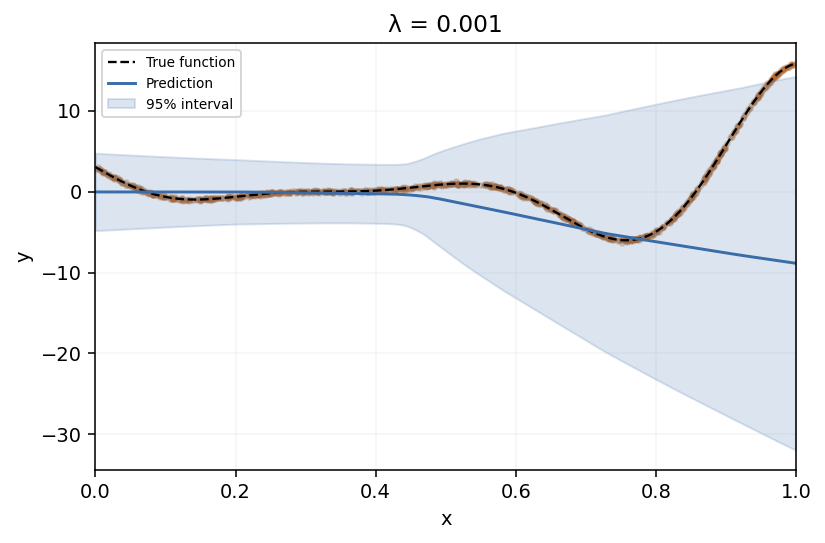 λ = 0.001
True function
Prediction
95% interval
10
0
−10
−20
−30
y
0.0 0.2 0.4 0.6 0.8 1.0
x